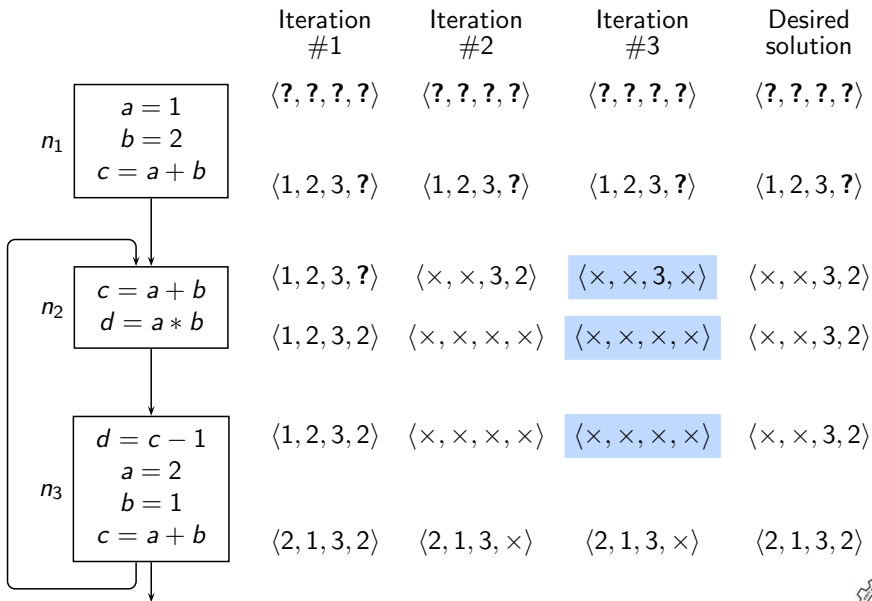 Iteration Iteration Iteration Desired
#1 #2 #3 solution
⟨?, ?, ?, ?⟩ ⟨?, ?, ?, ?⟩ ⟨?, ?, ?, ?⟩ ⟨?, ?, ?, ?⟩
a = 1
n₁ b = 2
c = a + b
⟨1, 2, 3, ?⟩ ⟨1, 2, 3, ?⟩ ⟨1, 2, 3, ?⟩ ⟨1, 2, 3, ?⟩
⟨1, 2, 3, ?⟩ ⟨×, ×, 3, 2⟩ ⟨×, ×, 3, ×⟩ ⟨×, ×, 3, 2⟩
c = a + b
n₂ d = a ∗ b
⟨1, 2, 3, 2⟩ ⟨×, ×, ×, ×⟩ ⟨×, ×, ×, ×⟩ ⟨×, ×, 3, 2⟩
d = c − 1 ⟨1, 2, 3, 2⟩ ⟨×, ×, ×, ×⟩ ⟨×, ×, ×, ×⟩ ⟨×, ×, 3, 2⟩
a = 2
n₃ b = 1
c = a + b ⟨2, 1, 3, 2⟩ ⟨2, 1, 3, ×⟩ ⟨2, 1, 3, ×⟩ ⟨2, 1, 3, 2⟩